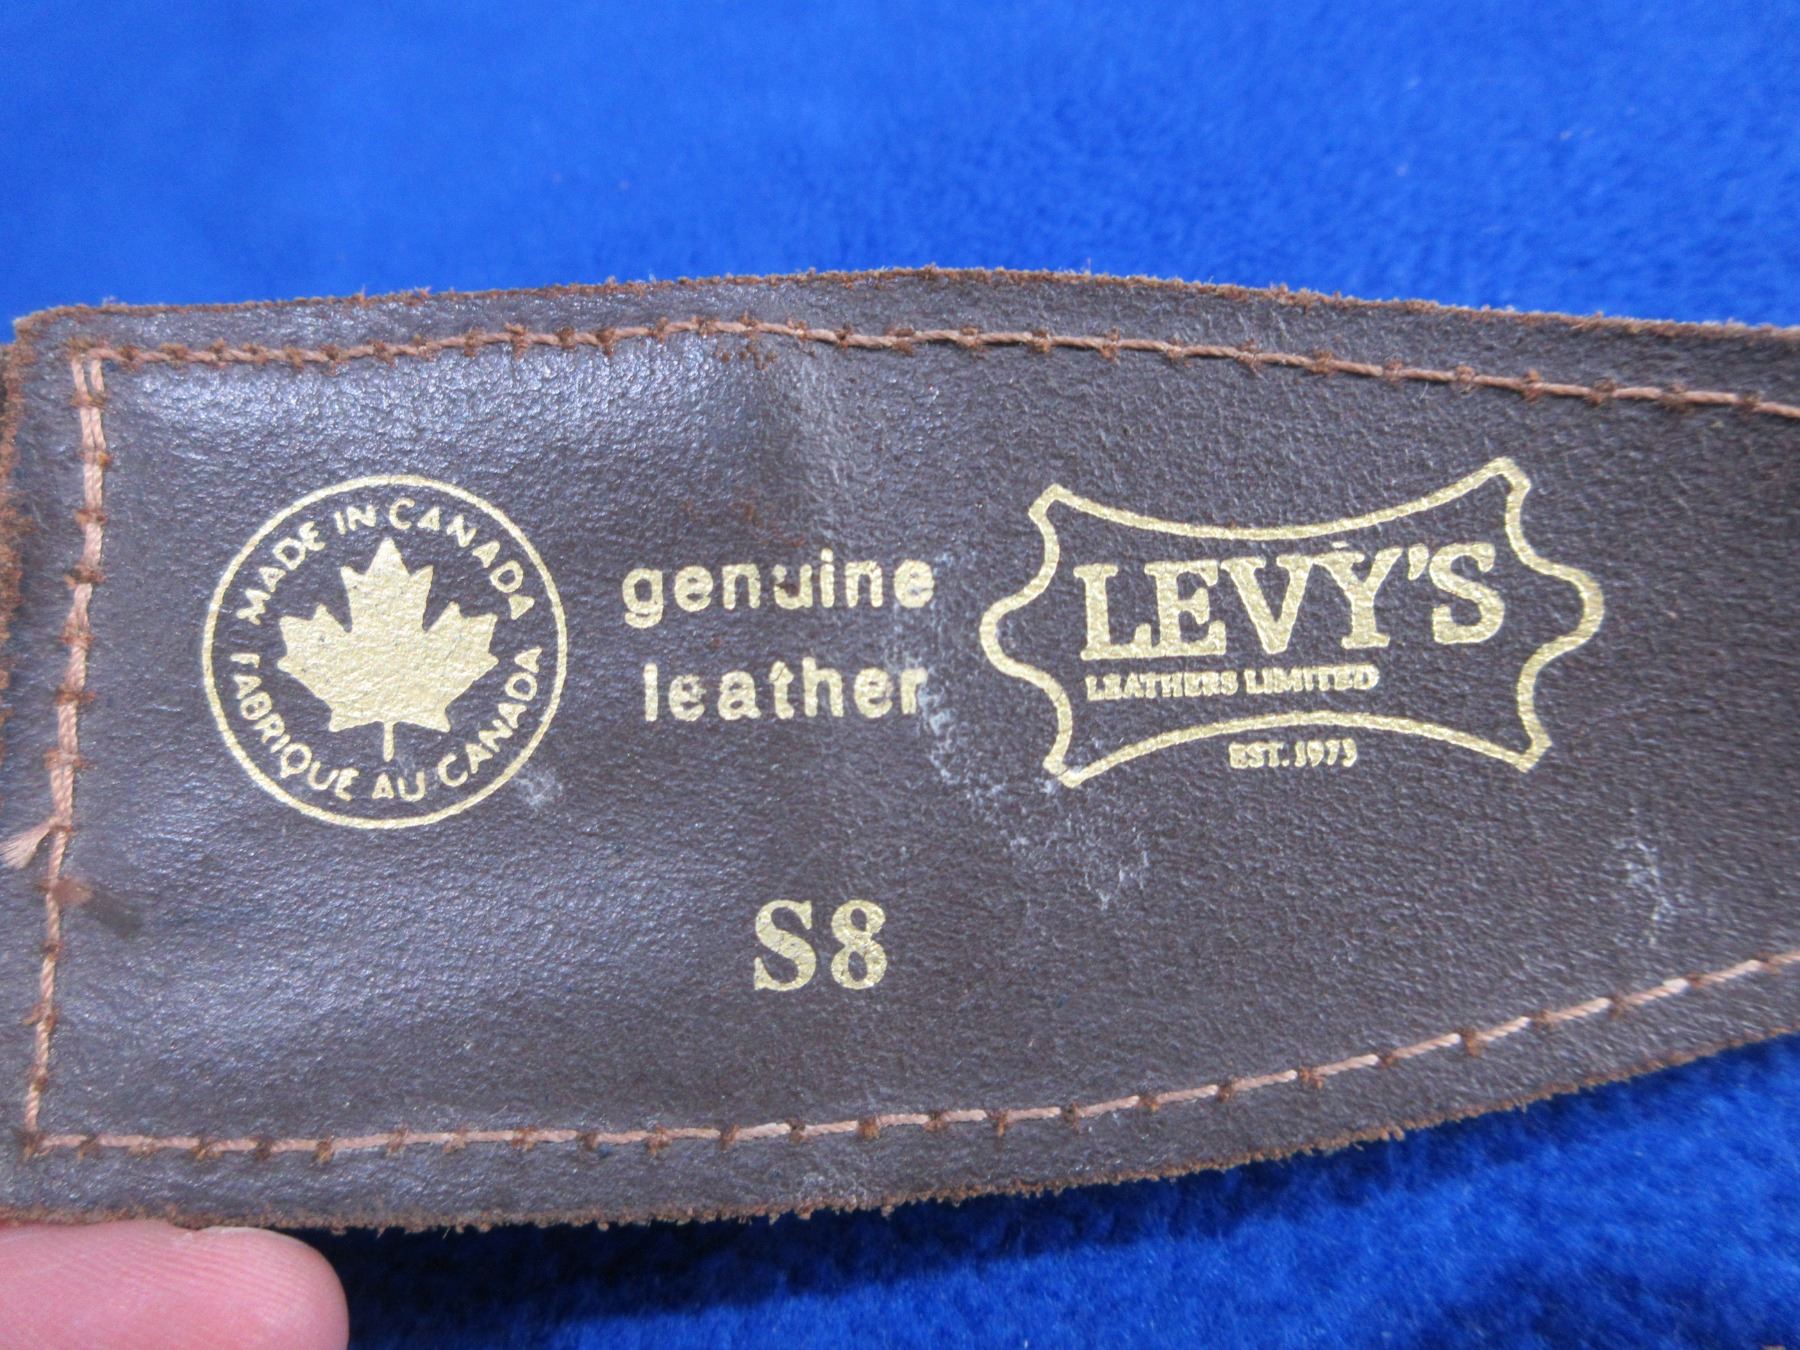 MADE IN CANADA
FABRIQUE AU CANADA
genuine
leather
LEVY'S
LEATHERS LIMITED
EST. 1973
S8